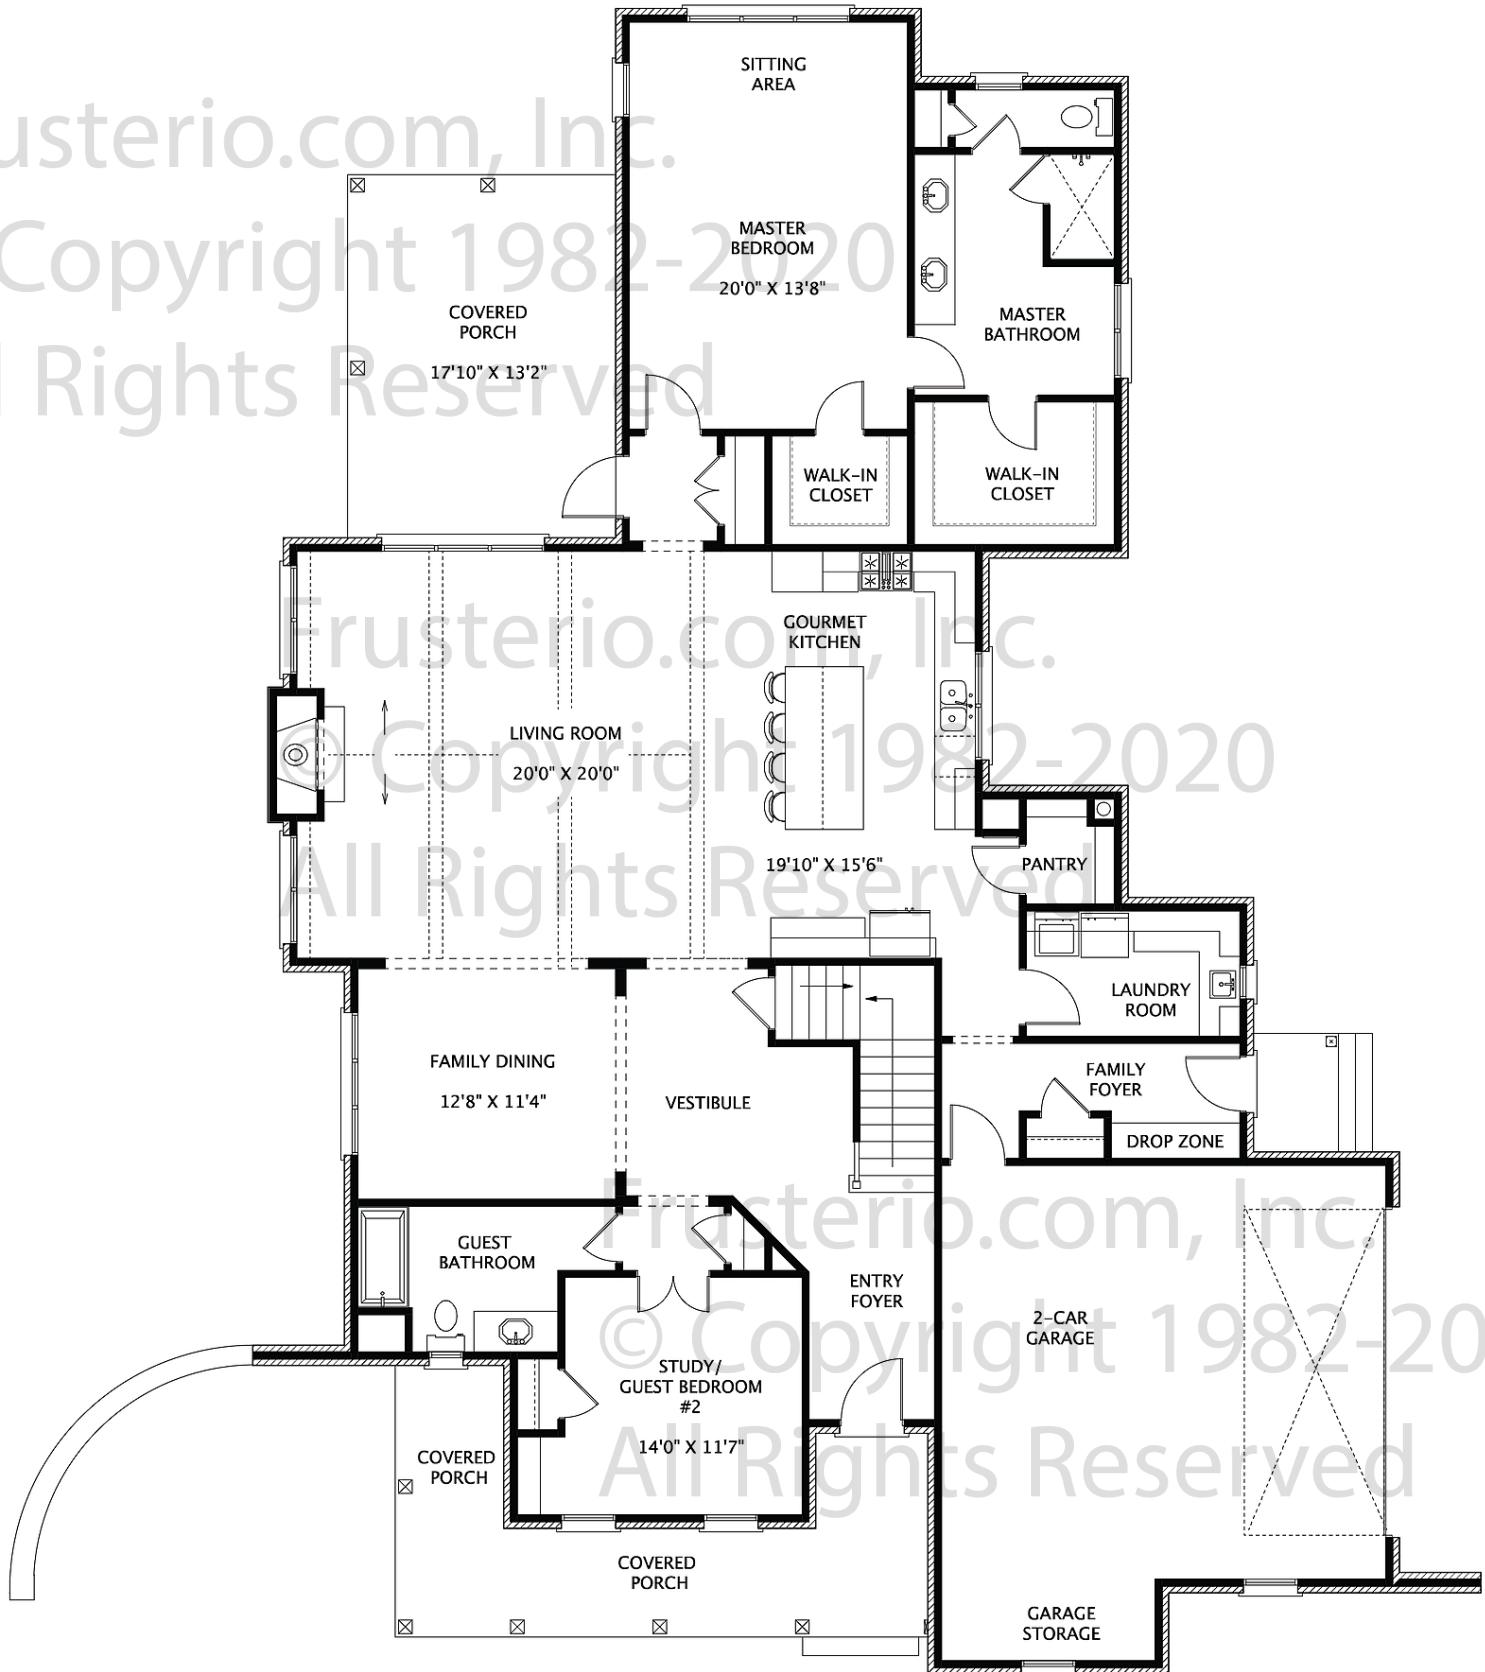 SITTING
AREA
Frusterio.com, Inc.
Copyright 1982-2020
All Rights Reserved
MASTER
BEDROOM
20'0" X 13'8"
COVERED
PORCH
17'10" X 13'2"
MASTER
BATHROOM
WALK-IN
CLOSET
WALK-IN
CLOSET
Frusterio.com, Inc.
© Copyright 1982-2020
All Rights Reserved
GOURMET
KITCHEN
LIVING ROOM
20'0" X 20'0"
19'10" X 15'6"
PANTRY
LAUNDRY
ROOM
FAMILY DINING
12'8" X 11'4"
VESTIBULE
FAMILY
FOYER
DROP ZONE
Frusterio.com, Inc.
© Copyright 1982-20
All Rights Reserved
GUEST
BATHROOM
ENTRY
FOYER
2-CAR
GARAGE
STUDY/
GUEST BEDROOM
#2
14'0" X 11'7"
COVERED
PORCH
COVERED
PORCH
GARAGE
STORAGE